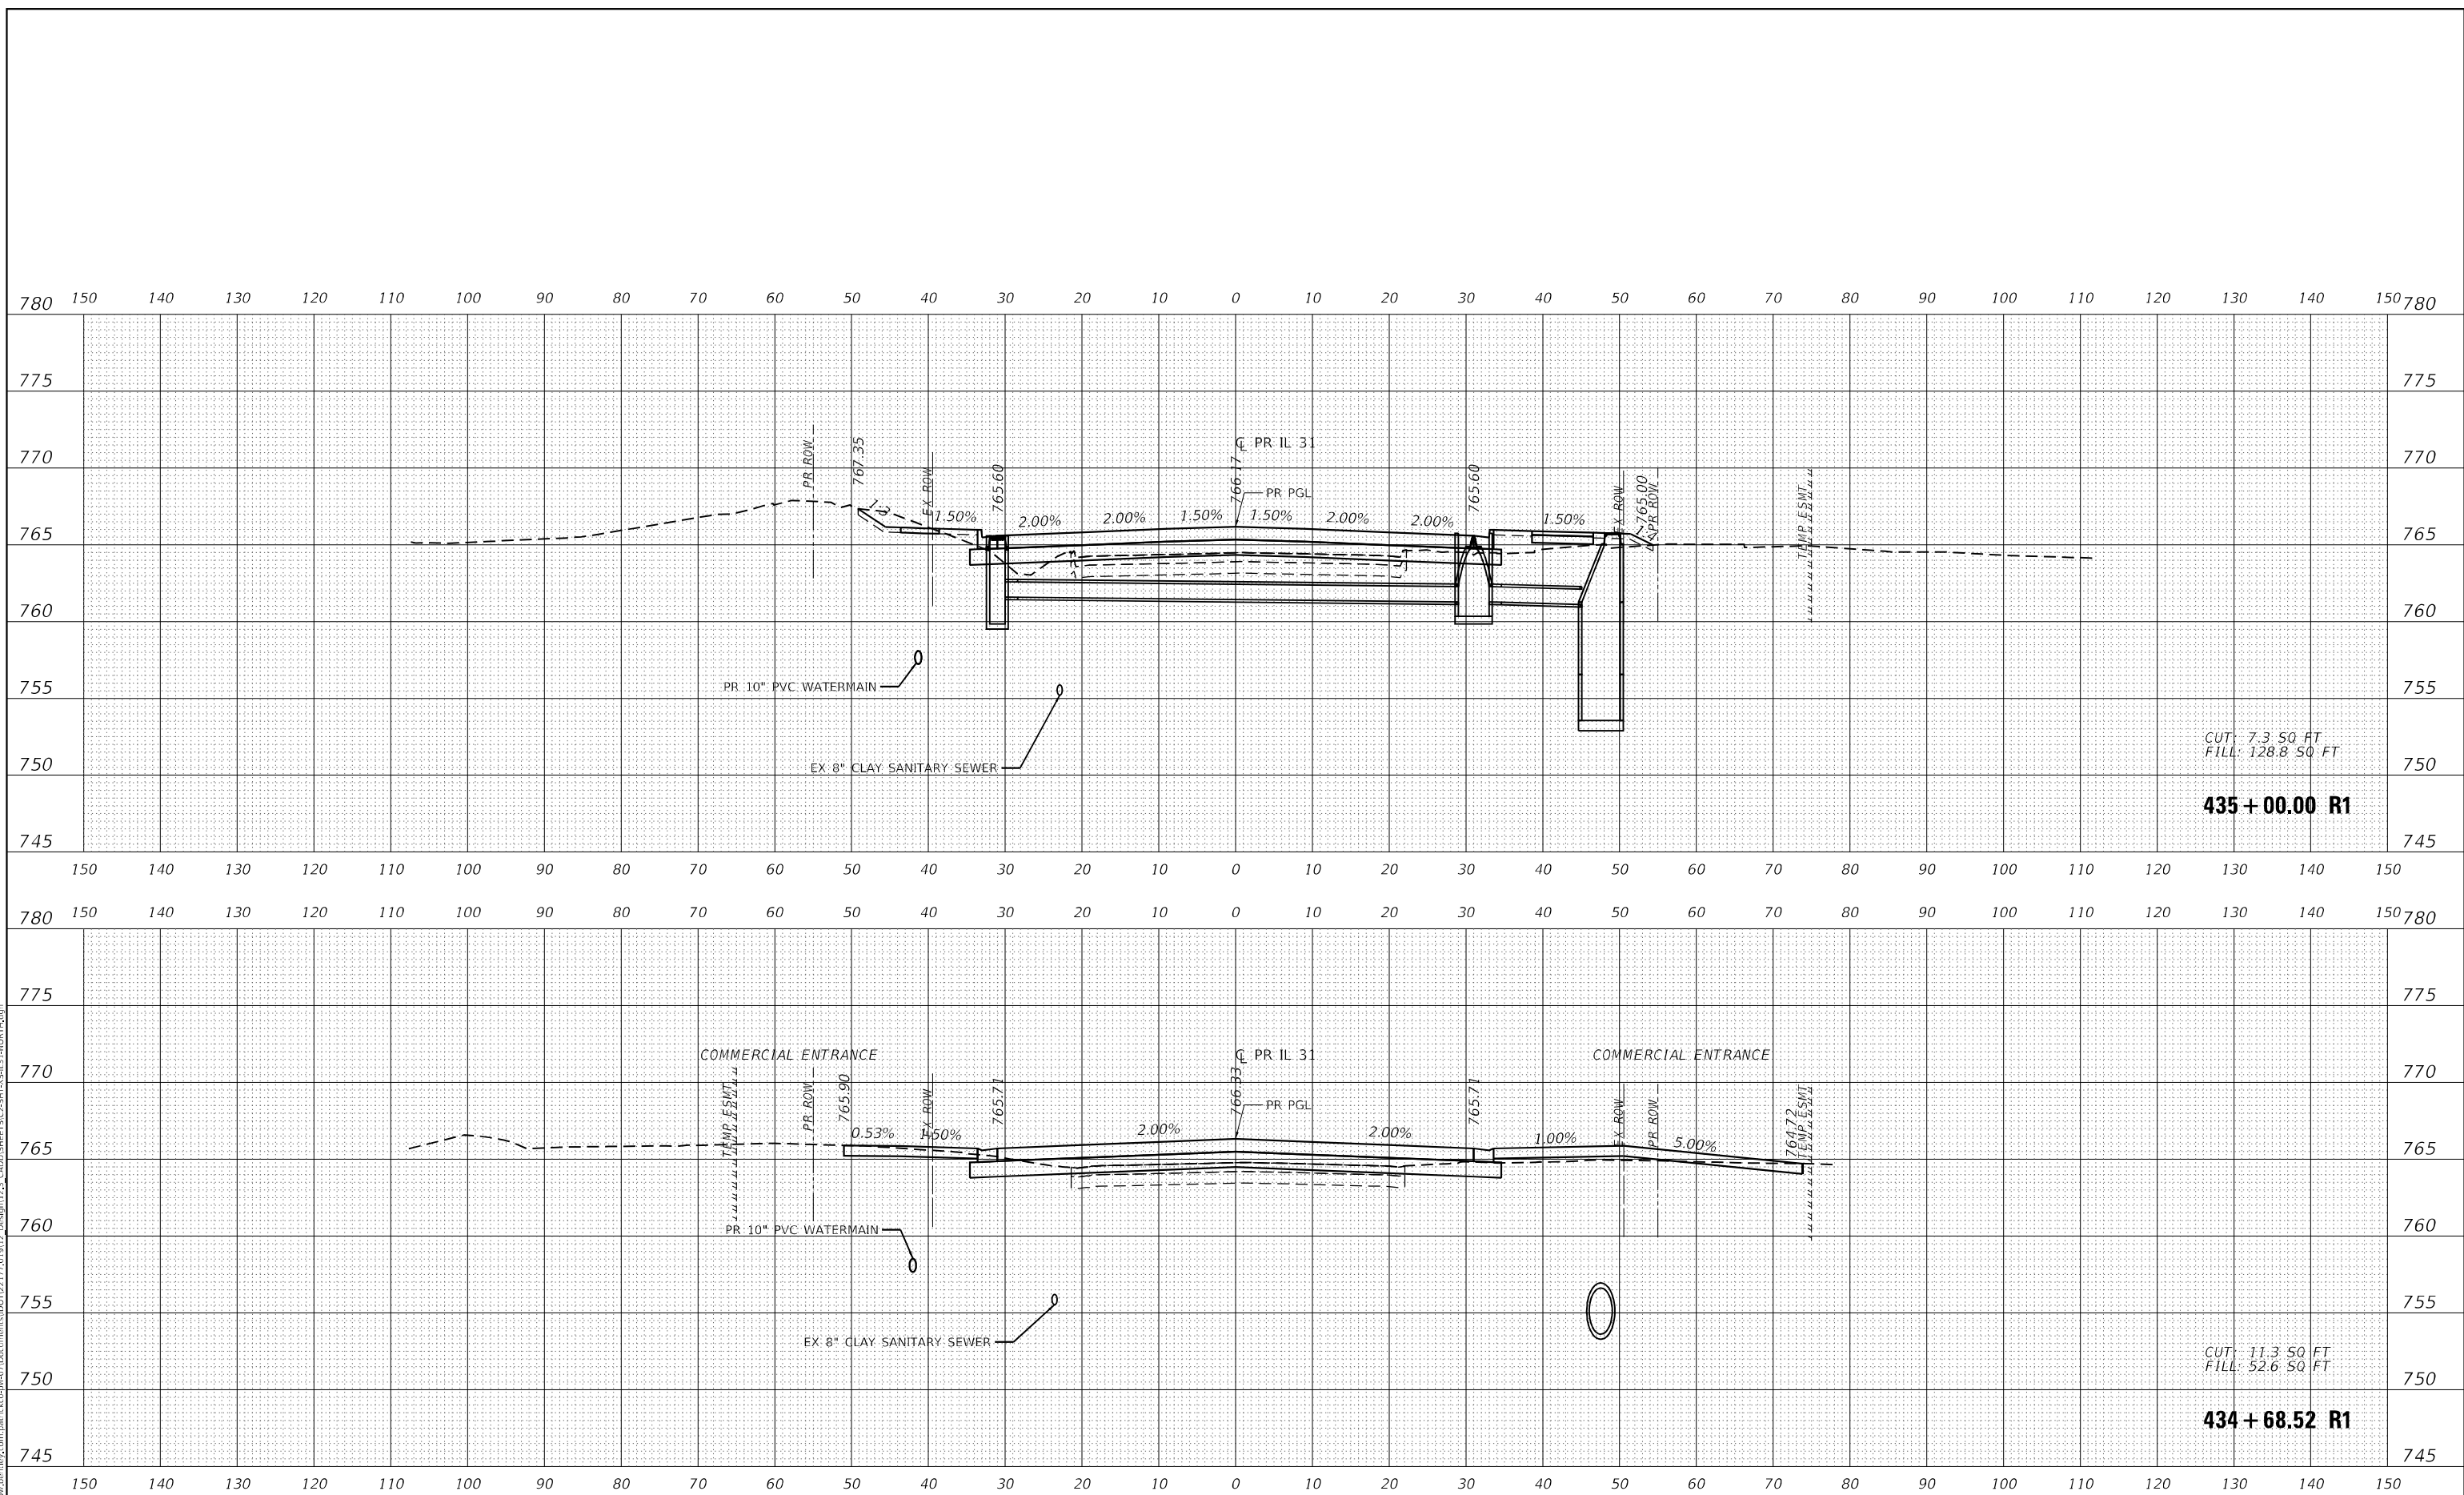 780 150 140 130 120 110 100 90 80 70 60 50 40 30 20 10 0 10 20 30 40 50 60 70 80 90 100 110 120 130 140 150 780
775 775
770 770
℄ PR IL 31
PR ROW
767.35
EX ROW
765.60
766.17
PR PGL
765.60
EX ROW
765.00
PR ROW
TEMP ESMT
1:3
1.50% 2.00% 2.00% 1.50% 1.50% 2.00% 2.00% 1.50%
765 765
760 760
PR 10" PVC WATERMAIN
755 755
EX 8" CLAY SANITARY SEWER
CUT: 7.3 SQ FT
FILL: 128.8 SQ FT
750 750
435+00.00 R1
745 745
150 140 130 120 110 100 90 80 70 60 50 40 30 20 10 0 10 20 30 40 50 60 70 80 90 100 110 120 130 140 150
780 150 140 130 120 110 100 90 80 70 60 50 40 30 20 10 0 10 20 30 40 50 60 70 80 90 100 110 120 130 140 150 780
775 775
COMMERCIAL ENTRANCE ℄ PR IL 31 COMMERCIAL ENTRANCE
770 770
TEMP ESMT
PR ROW
765.90
EX ROW
765.71
766.33
PR PGL
765.71
EX ROW
PR ROW
764.72
TEMP ESMT
0.53% 1.50% 2.00% 2.00% 1.00% 5.00%
765 765
PR 10" PVC WATERMAIN
760 760
755 755
EX 8" CLAY SANITARY SEWER
CUT: 11.3 SQ FT
FILL: 52.6 SQ FT
750 750
434+68.52 R1
745 745
150 140 130 120 110 100 90 80 70 60 50 40 30 20 10 0 10 20 30 40 50 60 70 80 90 100 110 120 130 140 150